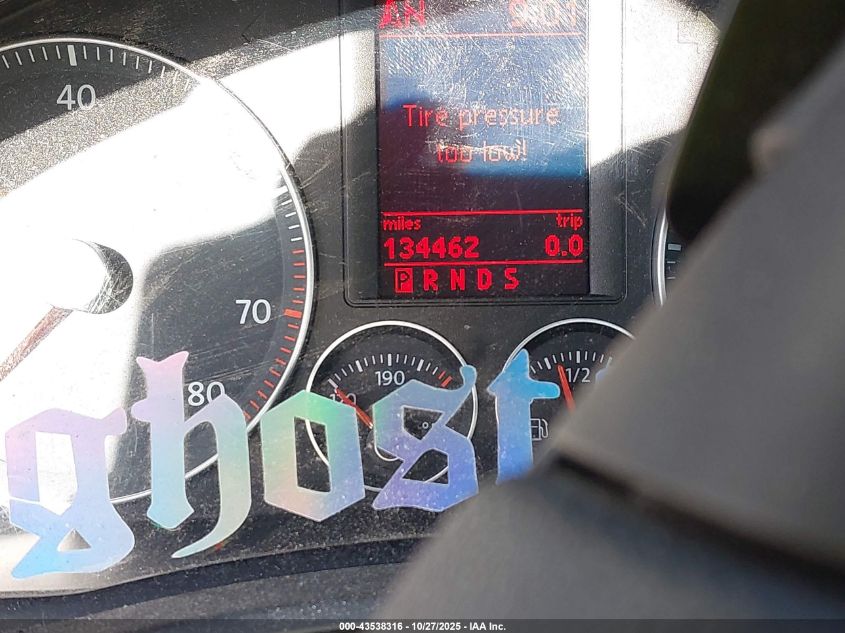 40
Tire pressure
too low!
miles trip
134462 0.0
P R N D S
70
190
1/2
80
ghost
000-43538316 - 10/27/2025 - IAA Inc.